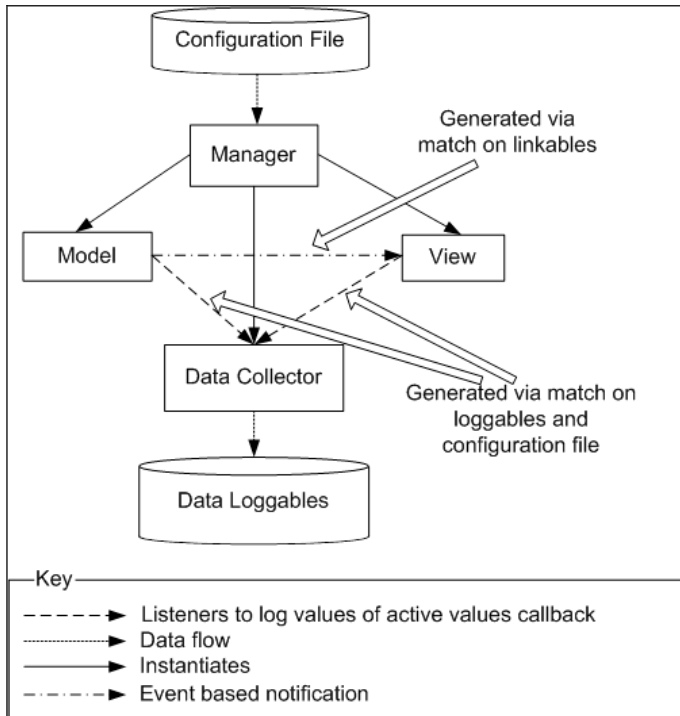 Configuration File
Generated via
match on linkables
Manager
Model
View
Data Collector
Generated via match on
loggables and
configuration file
Data Loggables
Key
Listeners to log values of active values callback
Data flow
Instantiates
Event based notification